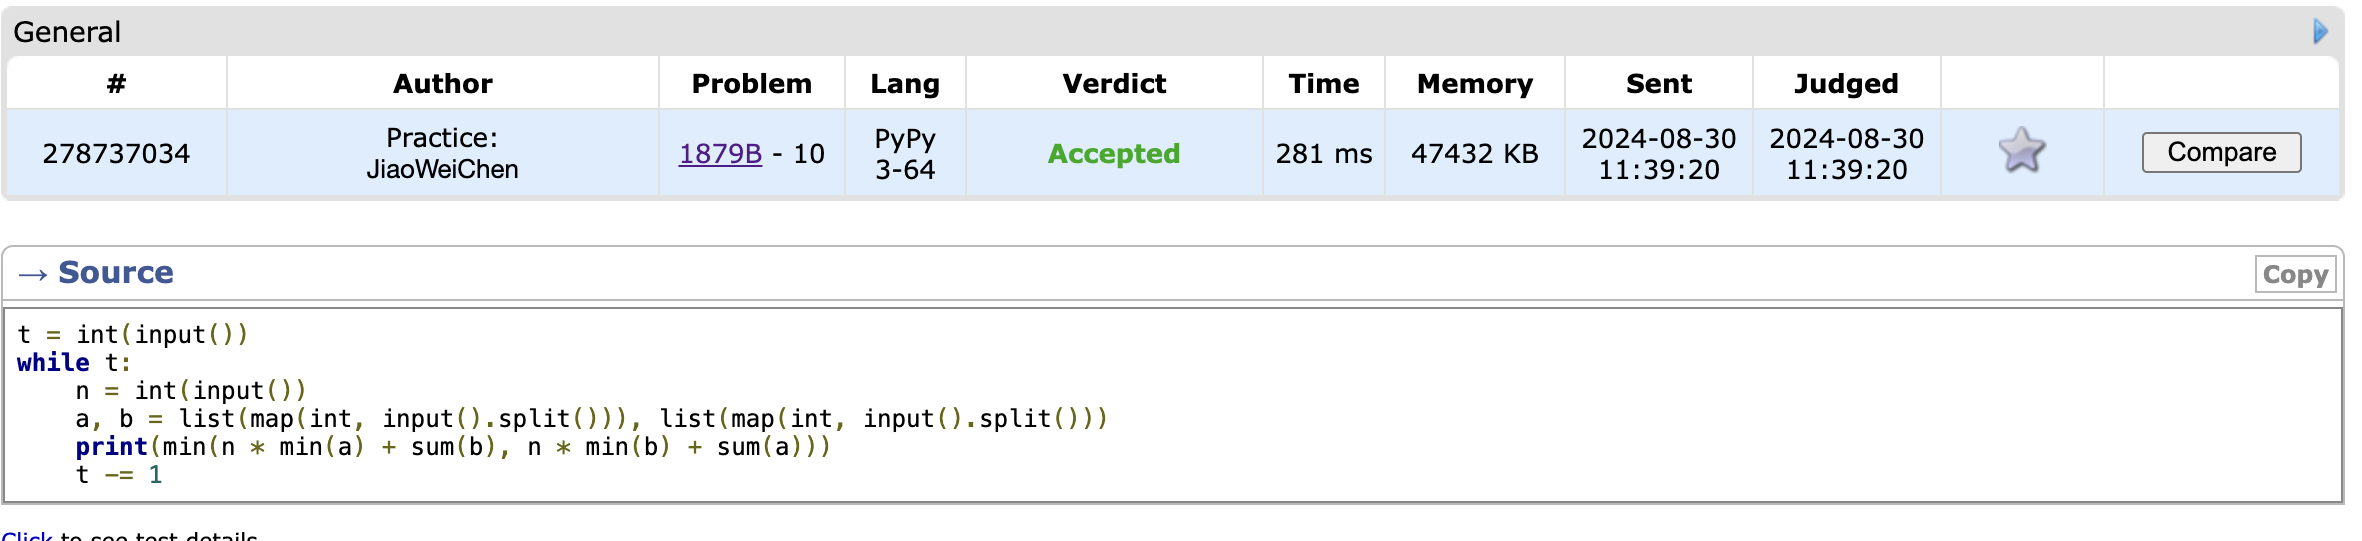 General
# Author Problem Lang Verdict Time Memory Sent Judged
278737034 Practice: JiaoWeiChen 1879B - 10 PyPy 3-64 Accepted 281 ms 47432 KB 2024-08-30 11:39:20 2024-08-30 11:39:20 Compare
→ Source Copy
t = int(input())
while t:
    n = int(input())
    a, b = list(map(int, input().split())), list(map(int, input().split()))
    print(min(n * min(a) + sum(b), n * min(b) + sum(a)))
    t -= 1
Click to see test details